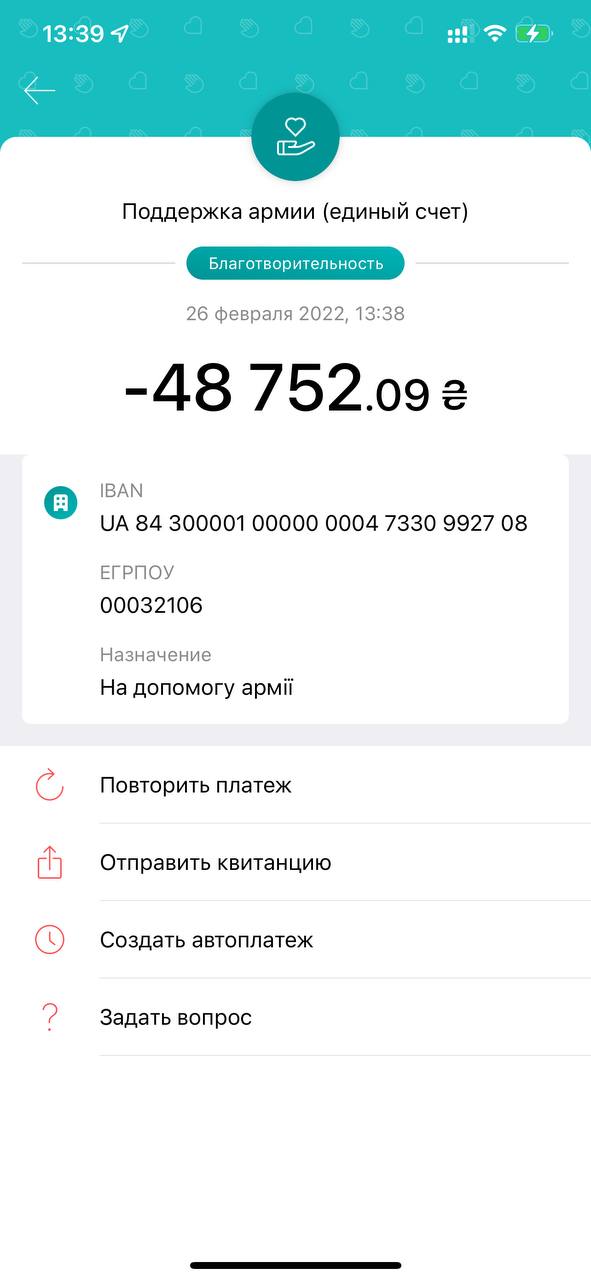 13:39
Поддержка армии (единый счет)
Благотворительность
26 февраля 2022, 13:38
-48 752.09 ₴
IBAN
UA 84 300001 00000 0004 7330 9927 08
ЕГРПОУ
00032106
Назначение
На допомогу армії
Повторить платеж
Отправить квитанцию
Создать автоплатеж
Задать вопрос